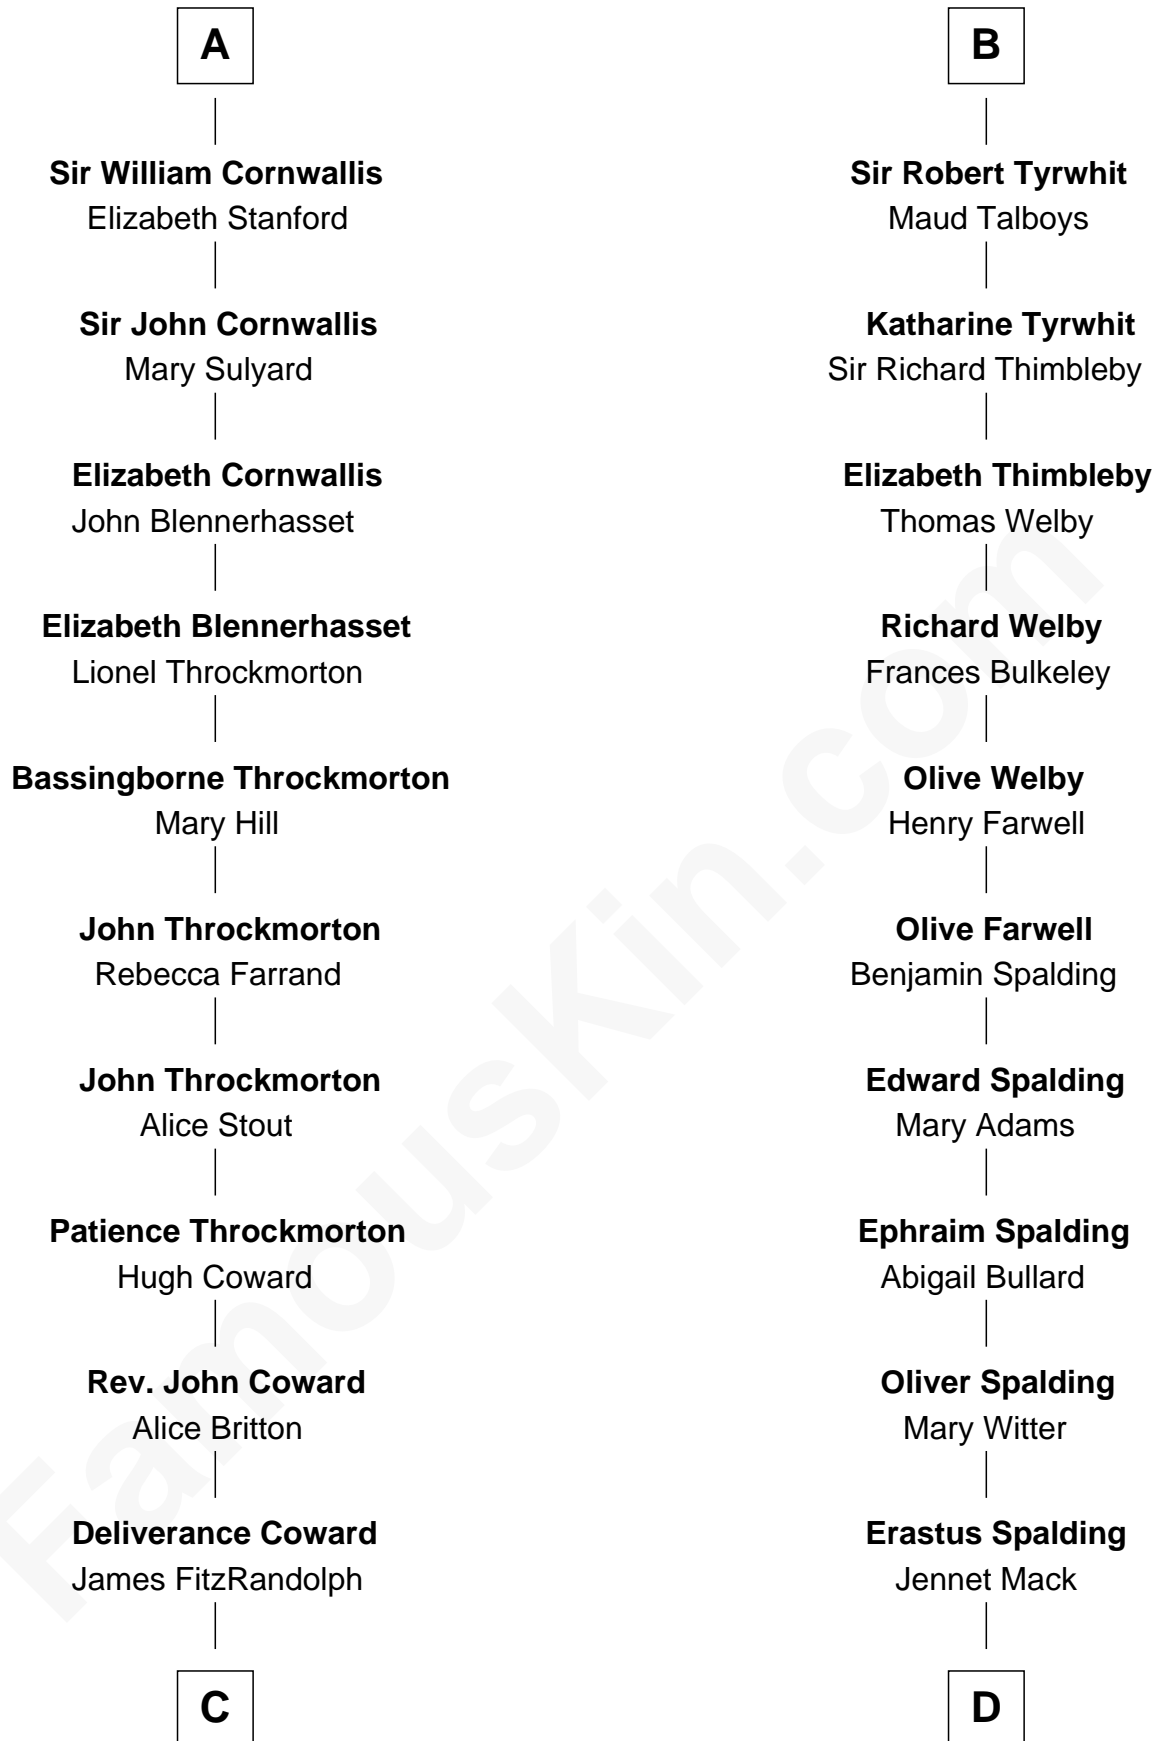 A
Sir William Cornwallis
Elizabeth Stanford
Sir John Cornwallis
Mary Sulyard
Elizabeth Cornwallis
John Blennerhasset
Elizabeth Blennerhasset
Lionel Throckmorton
Bassingborne Throckmorton
Mary Hill
John Throckmorton
Rebecca Farrand
John Throckmorton
Alice Stout
Patience Throckmorton
Hugh Coward
Rev. John Coward
Alice Britton
Deliverance Coward
James FitzRandolph
C
B
Sir Robert Tyrwhit
Maud Talboys
Katharine Tyrwhit
Sir Richard Thimbleby
Elizabeth Thimbleby
Thomas Welby
Richard Welby
Frances Bulkeley
Olive Welby
Henry Farwell
Olive Farwell
Benjamin Spalding
Edward Spalding
Mary Adams
Ephraim Spalding
Abigail Bullard
Oliver Spalding
Mary Witter
Erastus Spalding
Jennet Mack
D
FamousKin.com